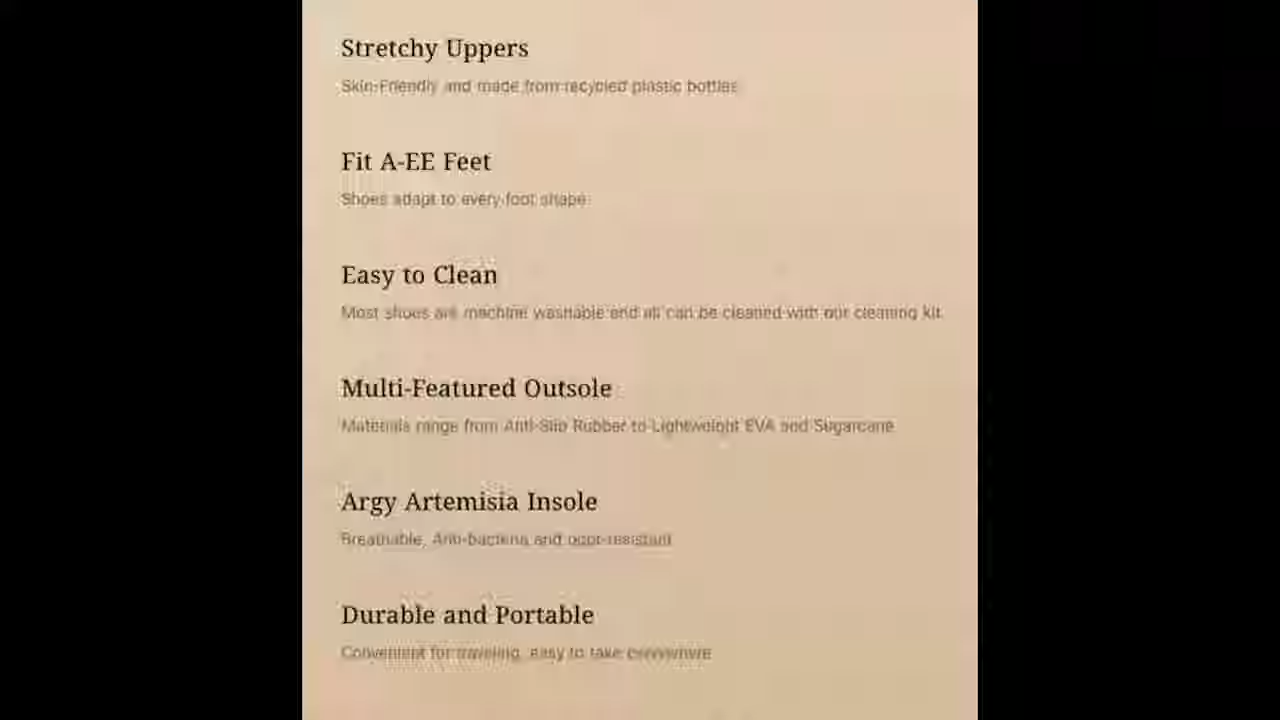 Stretchy Uppers
Skin-Friendly and made from recycled plastic bottles
Fit A-EE Feet
Shoes adapt to every foot shape
Easy to Clean
Most shoes are machine washable and all can be cleaned with our cleaning kit
Multi-Featured Outsole
Materials range from Anti-Slip Rubber to Lightweight EVA and Sugarcane
Argy Artemisia Insole
Breathable, Anti-bacteria and odor-resistant
Durable and Portable
Convenient for traveling, easy to take everywhere